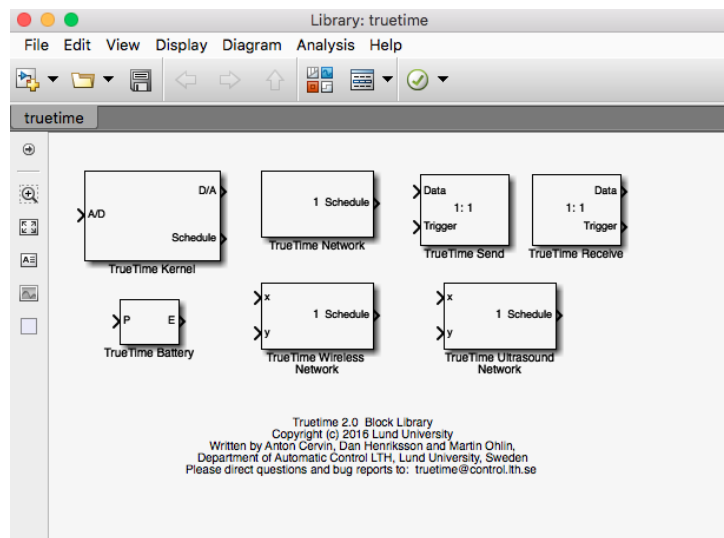 Library: truetime
File Edit View Display Diagram Analysis Help
truetime
A/D
D/A
Schedule
TrueTime Kernel
1 Schedule
TrueTime Network
Data
1: 1
Trigger
TrueTime Send
Data
1: 1
Trigger
TrueTime Receive
P E
TrueTime Battery
x
1 Schedule
y
TrueTime Wireless
Network
x
1 Schedule
y
TrueTime Ultrasound
Network
Truetime 2.0 Block Library
Copyright (c) 2016 Lund University
Written by Anton Cervin, Dan Henriksson and Martin Ohlin,
Department of Automatic Control LTH, Lund University, Sweden
Please direct questions and bug reports to: truetime@control.lth.se